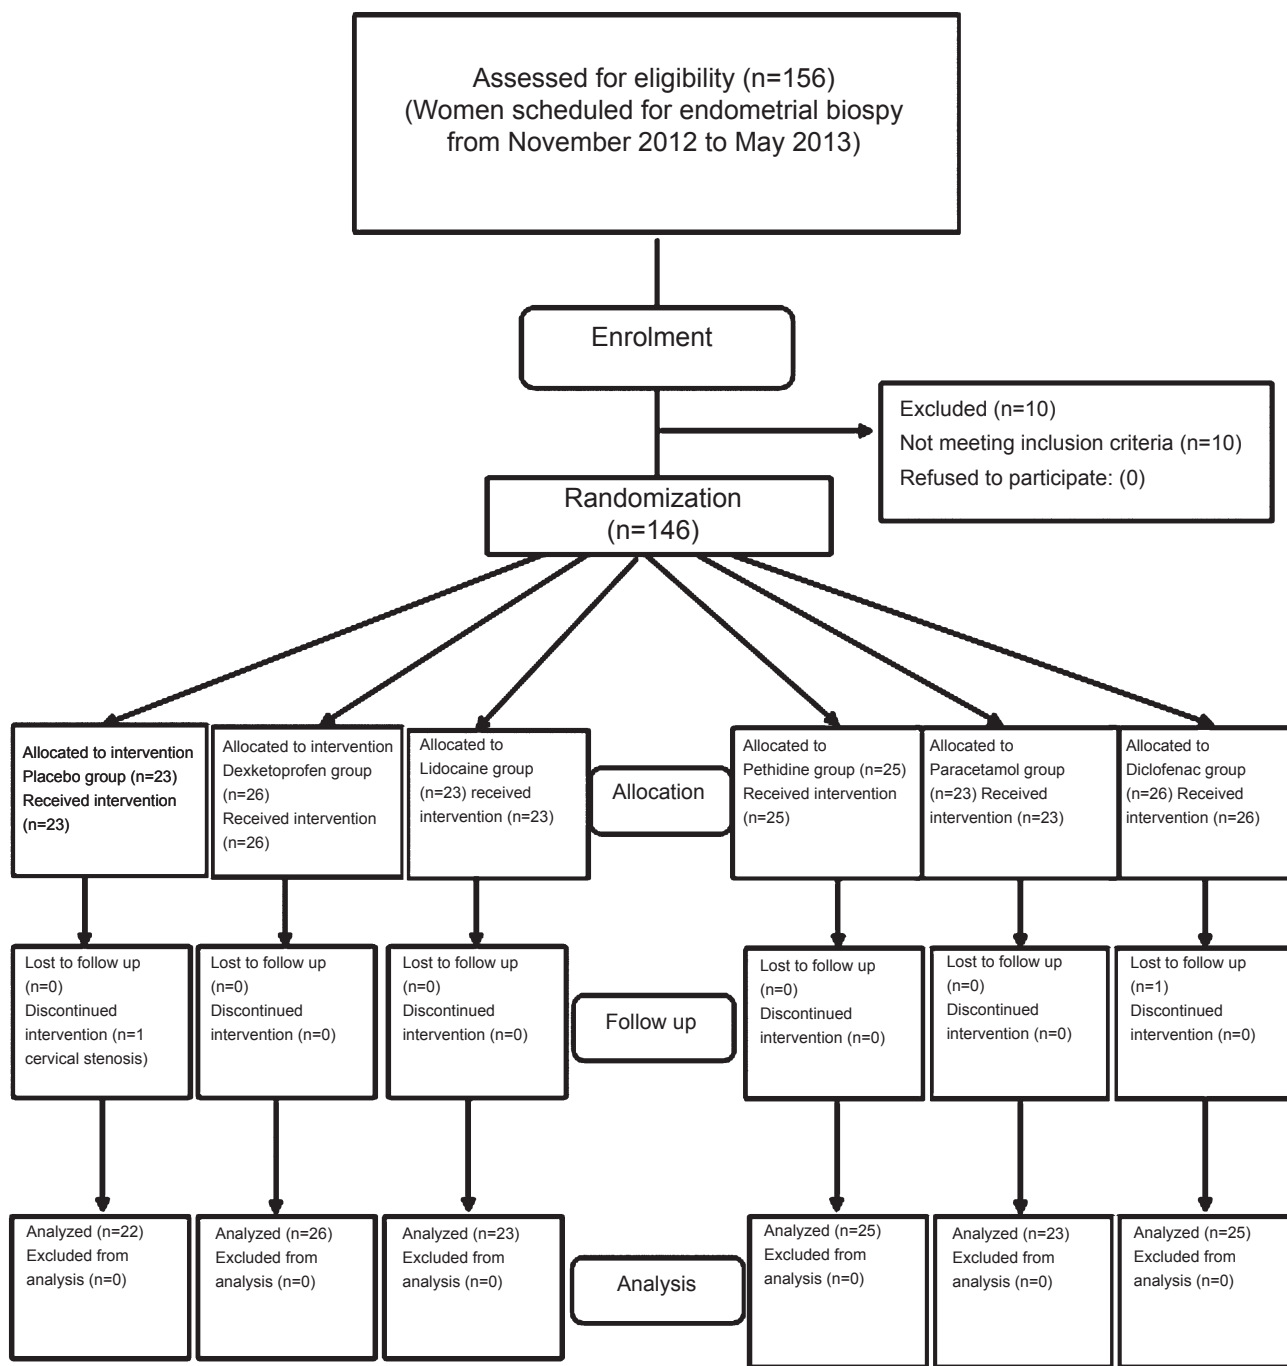 Assessed for eligibility (n=156)
(Women scheduled for endometrial biospy
from November 2012 to May 2013)
Enrolment
Excluded (n=10)
Not meeting inclusion criteria (n=10)
Refused to participate: (0)
Randomization
(n=146)
Allocated to intervention
Placebo group (n=23)
Received intervention
(n=23)
Allocated to intervention
Dexketoprofen group
(n=26)
Received intervention
(n=26)
Allocated to
Lidocaine group
(n=23) received
intervention (n=23)
Allocation
Allocated to
Pethidine group (n=25)
Received intervention
(n=25)
Allocated to
Paracetamol group
(n=23) Received
intervention (n=23)
Allocated to
Diclofenac group
(n=26) Received
intervention (n=26)
Lost to follow up
(n=0)
Discontinued
intervention (n=1
cervical stenosis)
Lost to follow up
(n=0)
Discontinued
intervention (n=0)
Lost to follow up
(n=0)
Discontinued
intervention (n=0)
Follow up
Lost to follow up
(n=0)
Discontinued
intervention (n=0)
Lost to follow up
(n=0)
Discontinued
intervention (n=0)
Lost to follow up
(n=1)
Discontinued
intervention (n=0)
Analyzed (n=22)
Excluded from
analysis (n=0)
Analyzed (n=26)
Excluded from
analysis (n=0)
Analyzed (n=23)
Excluded from
analysis (n=0)
Analysis
Analyzed (n=25)
Excluded from
analysis (n=0)
Analyzed (n=23)
Excluded from
analysis (n=0)
Analyzed (n=25)
Excluded from
analysis (n=0)